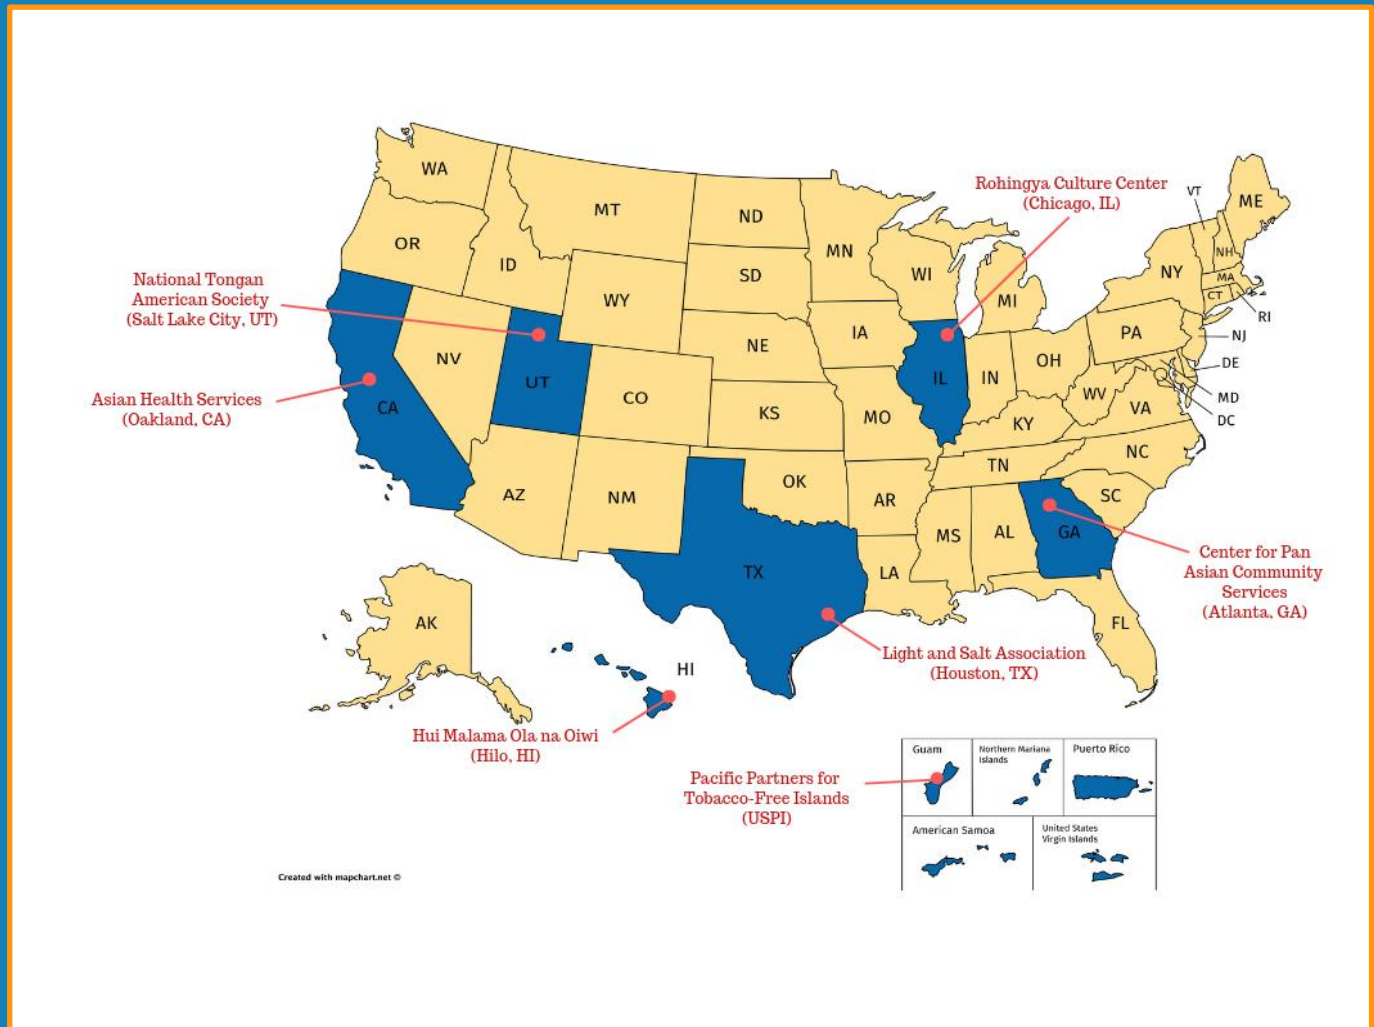 WA
MT
ND
MN
OR
ID
SD
WI
MI
WY
IA
NE
NV
UT
CO
CA
KS
MO
IL
IN
OH
PA
NY
VT
ME
NH
MA
CT
RI
NJ
DE
MD
DC
WV
VA
KY
NC
TN
SC
AZ
NM
OK
AR
MS
AL
GA
TX
LA
FL
AK
HI
Rohingya Culture Center
(Chicago, IL)
National Tongan
American Society
(Salt Lake City, UT)
Asian Health Services
(Oakland, CA)
Center for Pan
Asian Community
Services
(Atlanta, GA)
Light and Salt Association
(Houston, TX)
Hui Malama Ola na Oiwi
(Hilo, HI)
Pacific Partners for
Tobacco-Free Islands
(USPI)
Guam
Northern Mariana
Islands
Puerto Rico
American Samoa
United States
Virgin Islands
Created with mapchart.net ©